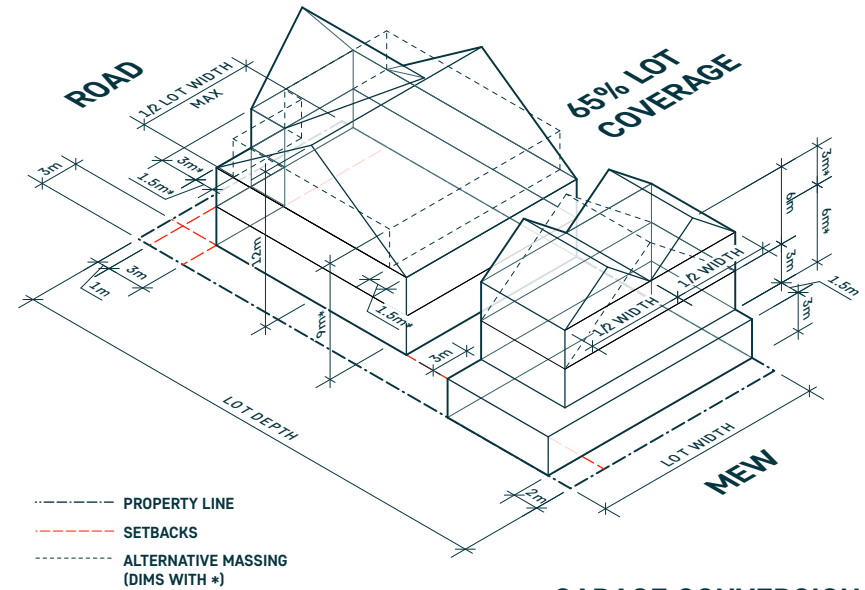 ROAD
1/2 LOT WIDTH
MAX
65% LOT
COVERAGE
3m
3m*
1.5m*
3m*
6m
6m*
3m
1.5m
3m
12m
1m
3m
1.5m*
9m*
3m
1/2 WIDTH
1/2 WIDTH
LOT DEPTH
LOT WIDTH
MEW
2m
PROPERTY LINE
SETBACKS
ALTERNATIVE MASSING
(DIMS WITH *)